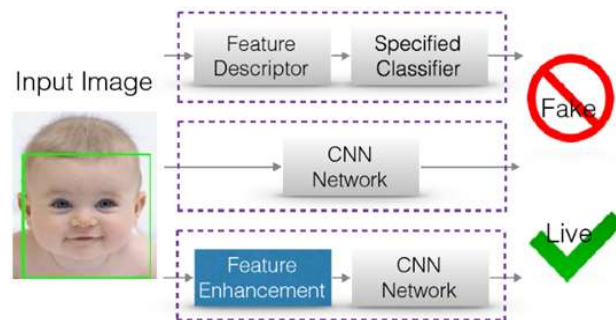 Input Image
Feature
Descriptor
Specified
Classifier
CNN
Network
Feature
Enhancement
CNN
Network
Fake
Live